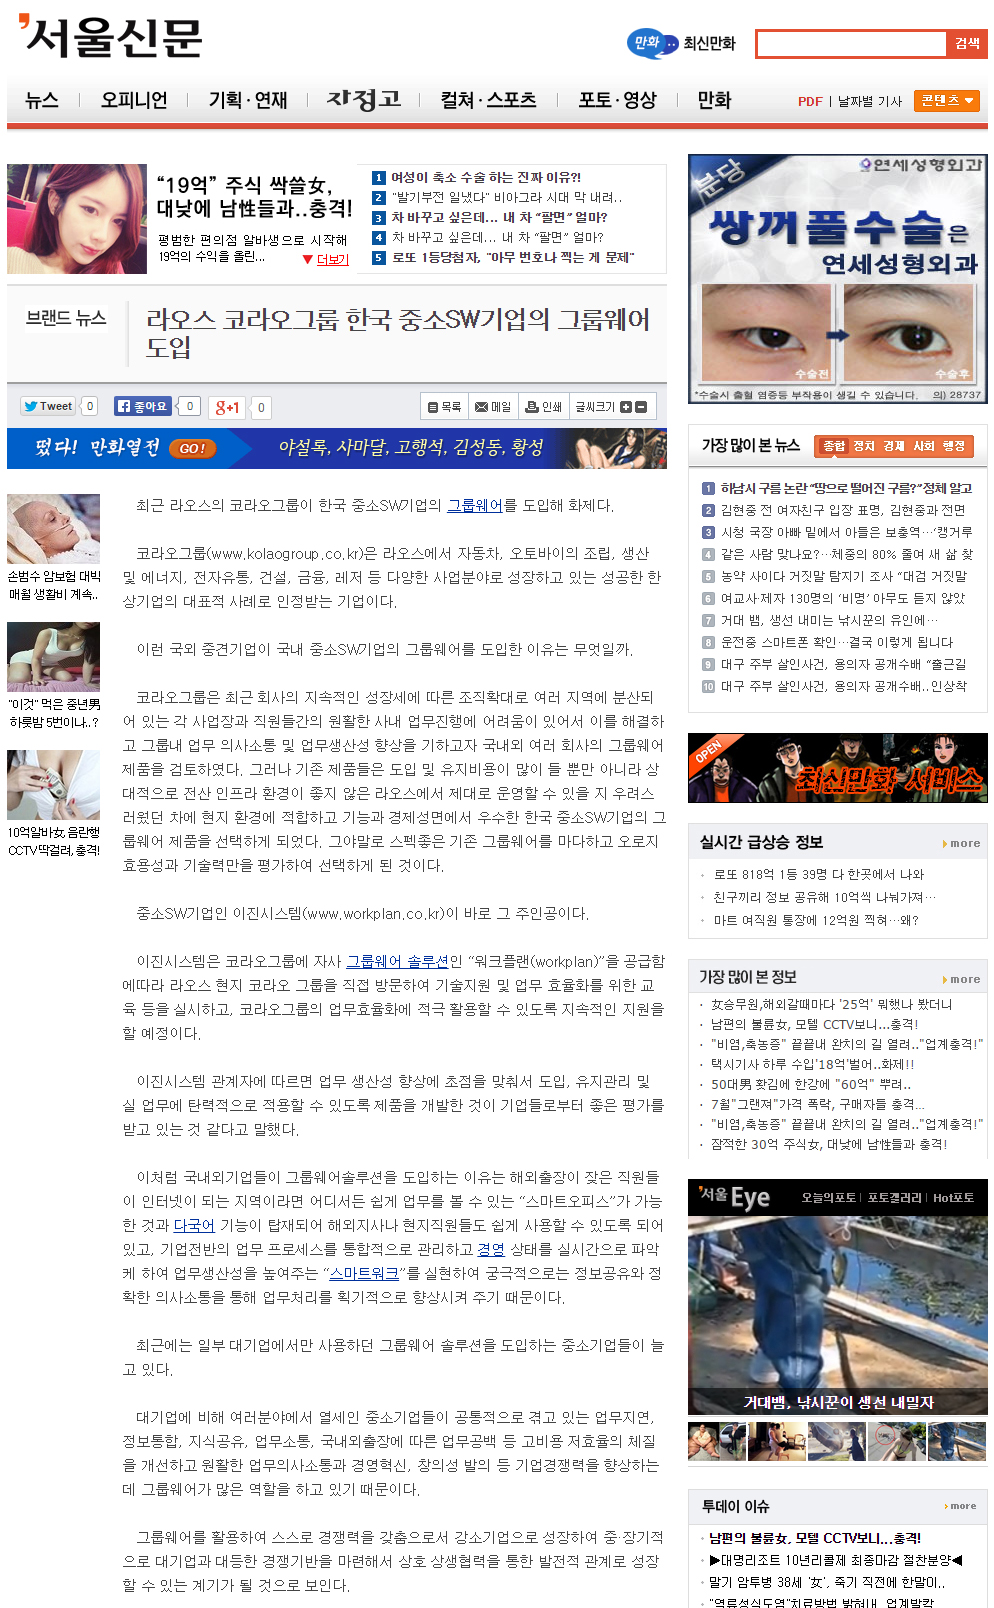 서울신문
만화
최신만화
검색
뉴스
오피니언
기획·연재
자정고
컬쳐·스포츠
포토·영상
만화
PDF | 날짜별 기사
콘텐츠
“19억” 주식 싹쓸女,
대낮에 남性들과..충격!
평범한 편의점 알바생으로 시작해
19억의 수익을 올린...
▼ 더보기
1 여성이 축소 수술 하는 진짜 이유?!
2 "발기부전 일냈다" 비아그라 시대 막 내려..
3 차 바꾸고 싶은데... 내 차 “팔면” 얼마?
4 차 바꾸고 싶은데... 내 차 “팔면” 얼마?
5 로또 1등당첨자, "아무 번호나 찍는 게 문제"
브랜드 뉴스
라오스 코라오그룹 한국 중소SW기업의 그룹웨어
도입
Tweet 0
좋아요 0
g+1 0
목록
메일
인쇄
글씨크기
떴다! 만화열전 GO!
야설록, 사마달, 고행석, 김성동, 황성
손범수 암보험 대박
매월 생활비 계속..
"이것" 먹은 중년男
하룻밤 5번이나..?
10억알바女 음란행
CCTV 딱걸려, 충격!
최근 라오스의 코라오그룹이 한국 중소SW기업의 그룹웨어를 도입해 화제다.
코라오그룹(www.kolaogroup.co.kr)은 라오스에서 자동차, 오토바이의 조립, 생산
및 에너지, 전자유통, 건설, 금융, 레저 등 다양한 사업분야로 성장하고 있는 성공한 한
상기업의 대표적 사례로 인정받는 기업이다.
이런 국외 중견기업이 국내 중소SW기업의 그룹웨어를 도입한 이유는 무엇일까.
코라오그룹은 최근 회사의 지속적인 성장세에 따른 조직확대로 여러 지역에 분산되
어 있는 각 사업장과 직원들간의 원활한 사내 업무진행에 어려움이 있어서 이를 해결하
고 그룹내 업무 의사소통 및 업무생산성 향상을 기하고자 국내외 여러 회사의 그룹웨어
제품을 검토하였다. 그러나 기존 제품들은 도입 및 유지비용이 많이 들 뿐만 아니라 상
대적으로 전산 인프라 환경이 좋지 않은 라오스에서 제대로 운영할 수 있을 지 우려스
러웠던 차에 현지 환경에 적합하고 기능과 경제성면에서 우수한 한국 중소SW기업의 그
룹웨어 제품을 선택하게 되었다. 그야말로 스펙좋은 기존 그룹웨어를 마다하고 오로지
효용성과 기술력만을 평가하여 선택하게 된 것이다.
중소SW기업인 이진시스템(www.workplan.co.kr)이 바로 그 주인공이다.
이진시스템은 코라오그룹에 자사 그룹웨어 솔루션인 “워크플랜(workplan)”을 공급함
에따라 라오스 현지 코라오 그룹을 직접 방문하여 기술지원 및 업무 효율화를 위한 교
육 등을 실시하고, 코라오그룹의 업무효율화에 적극 활용할 수 있도록 지속적인 지원을
할 예정이다.
이진시스템 관계자에 따르면 업무 생산성 향상에 초점을 맞춰서 도입, 유지관리 및
실 업무에 탄력적으로 적용할 수 있도록 제품을 개발한 것이 기업들로부터 좋은 평가를
받고 있는 것 같다고 말했다.
이처럼 국내외기업들이 그룹웨어솔루션을 도입하는 이유는 해외출장이 잦은 직원들
이 인터넷이 되는 지역이라면 어디서든 쉽게 업무를 볼 수 있는 “스마트오피스”가 가능
한 것과 다국어 기능이 탑재되어 해외지사나 현지직원들도 쉽게 사용할 수 있도록 되어
있고, 기업전반의 업무 프로세스를 통합적으로 관리하고 경영 상태를 실시간으로 파악
케 하여 업무생산성을 높여주는 “스마트워크”를 실현하여 궁극적으로는 정보공유와 정
확한 의사소통을 통해 업무처리를 획기적으로 향상시켜 주기 때문이다.
최근에는 일부 대기업에서만 사용하던 그룹웨어 솔루션을 도입하는 중소기업들이 늘
고 있다.
대기업에 비해 여러분야에서 열세인 중소기업들이 공통적으로 겪고 있는 업무지연,
정보통합, 지식공유, 업무소통, 국내외출장에 따른 업무공백 등 고비용 저효율의 체질
을 개선하고 원활한 업무의사소통과 경영혁신, 창의성 발의 등 기업경쟁력을 향상하는
데 그룹웨어가 많은 역할을 하고 있기 때문이다.
그룹웨어를 활용하여 스스로 경쟁력을 갖춤으로서 강소기업으로 성장하여 중·장기적
으로 대기업과 대등한 경쟁기반을 마련해서 상호 상생협력을 통한 발전적 관계로 성장
할 수 있는 계기가 될 것으로 보인다.
분당
연세성형외과
쌍꺼풀수술은
연세성형외과
수술전
수술후
*수술시 출혈 염증등 부작용이 생길 수 있습니다. 의) 28737
가장 많이 본 뉴스
종합 정치 경제 사회 행정
1 하남시 구름 논란 “땅으로 떨어진 구름?” 정체 알고
2 김현중 전 여자친구 입장 표명, 김현중과 전면
3 시청 국장 아빠 밑에서 아들은 보충역…‘캥거루
4 같은 사람 맞나요?…체중의 80% 줄여 새 삶 찾
5 농약 사이다 거짓말 탐지기 조사 “대검 거짓말
6 여교사·제자 130명의 ‘비명’ 아무도 듣지 않았
7 거대 뱀, 생선 내미는 낚시꾼의 유인에…
8 운전중 스마트폰 확인…결국 이렇게 됩니다
9 대구 주부 살인사건, 용의자 공개수배 “출근길
10 대구 주부 살인사건, 용의자 공개수배..인상착
OPEN
최신만화 서비스
실시간 급상승 정보
more
로또 818억 1등 39명 다 한곳에서 나와
친구끼리 정보 공유해 10억씩 나눠가져…
마트 여직원 통장에 12억원 찍혀…왜?
가장 많이 본 정보
more
女승무원,해외갈때마다 '25억' 뭐했나 봤더니
남편의 불륜女, 모텔 CCTV보니...충격!
"비염,축농증" 끝끝내 완치의 길 열려.."업계충격!"
택시기사 하루 수입'18억'벌어..화제!!
50대男 홧김에 한강에 "60억" 뿌려..
7월"그랜져"가격 폭락, 구매자들 충격...
"비염,축농증" 끝끝내 완치의 길 열려.."업계충격!"
잠적한 30억 주식女, 대낮에 남性들과 충격!
서울 Eye
오늘의포토 | 포토갤러리 | Hot포토
거대뱀, 낚시꾼이 생선 내밀자
투데이 이슈
more
남편의 불륜女, 모텔 CCTV보니...충격!
▶대명리조트 10년리콜제 최종마감 절찬분양◀
말기 암투병 38세 '女', 죽기 직전에 한말이..
"역류성식도염"치료방법 밝혀내, 업계발칵